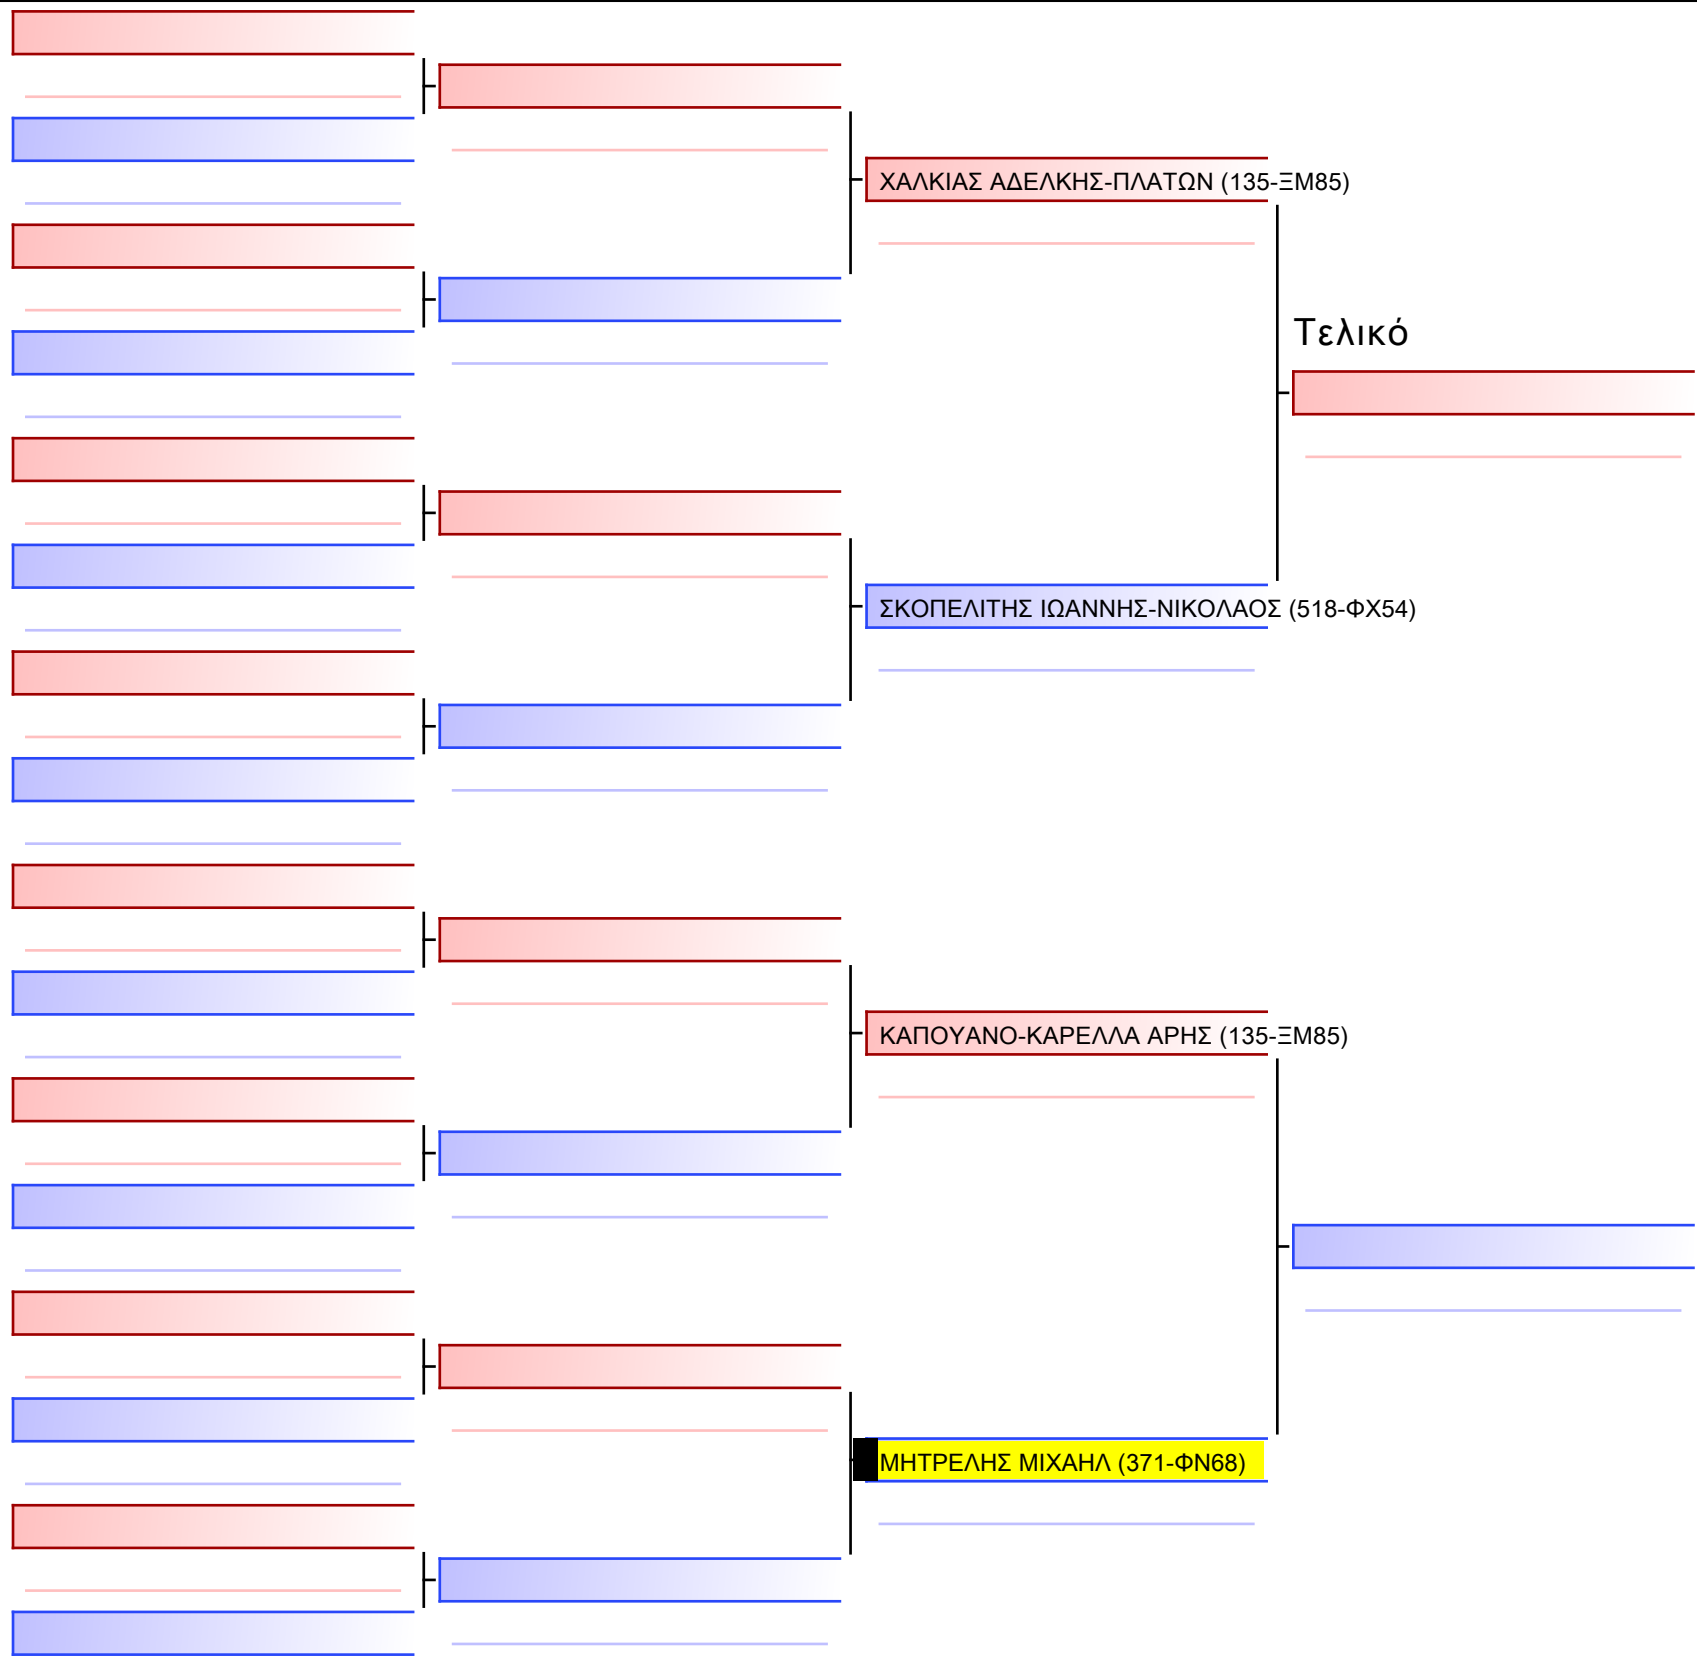 ΧΑΛΚΙΑΣ ΑΔΕΛΚΗΣ-ΠΛΑΤΩΝ (135-ΞΜ85)
Τελικό
ΣΚΟΠΕΛΙΤΗΣ ΙΩΑΝΝΗΣ-ΝΙΚΟΛΑΟΣ (518-ΦΧ54)
ΚΑΠΟΥΑΝΟ-ΚΑΡΕΛΛΑ ΑΡΗΣ (135-ΞΜ85)
ΜΗΤΡΕΛΗΣ ΜΙΧΑΗΛ (371-ΦΝ68)